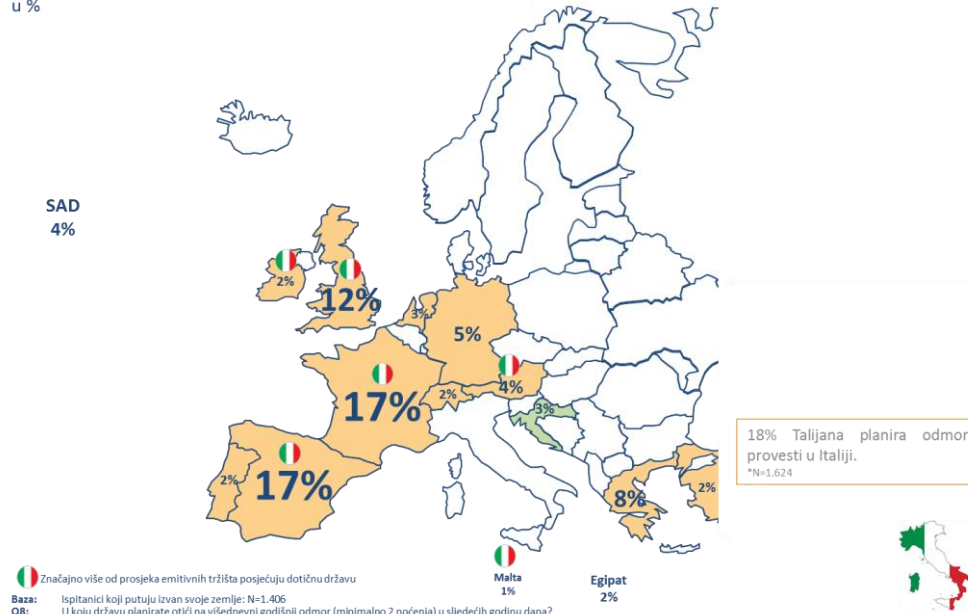 u %
SAD
4%
2%
12%
3%
5%
17%
2%
4%
3%
2%
17%
8%
2%
18% Talijana planira odmor
provesti u Italiji.
*N=1.624
Značajno više od prosjeka emitivnih tržišta posjećuju dotičnu državu
Malta
1%
Egipat
2%
Baza: Ispitanici koji putuju izvan svoje zemlje: N=1.406
Q8: U koju državu planirate otići na višednevni godišnji odmor (minimalno 2 noćenja) u sljedećih godinu dana?